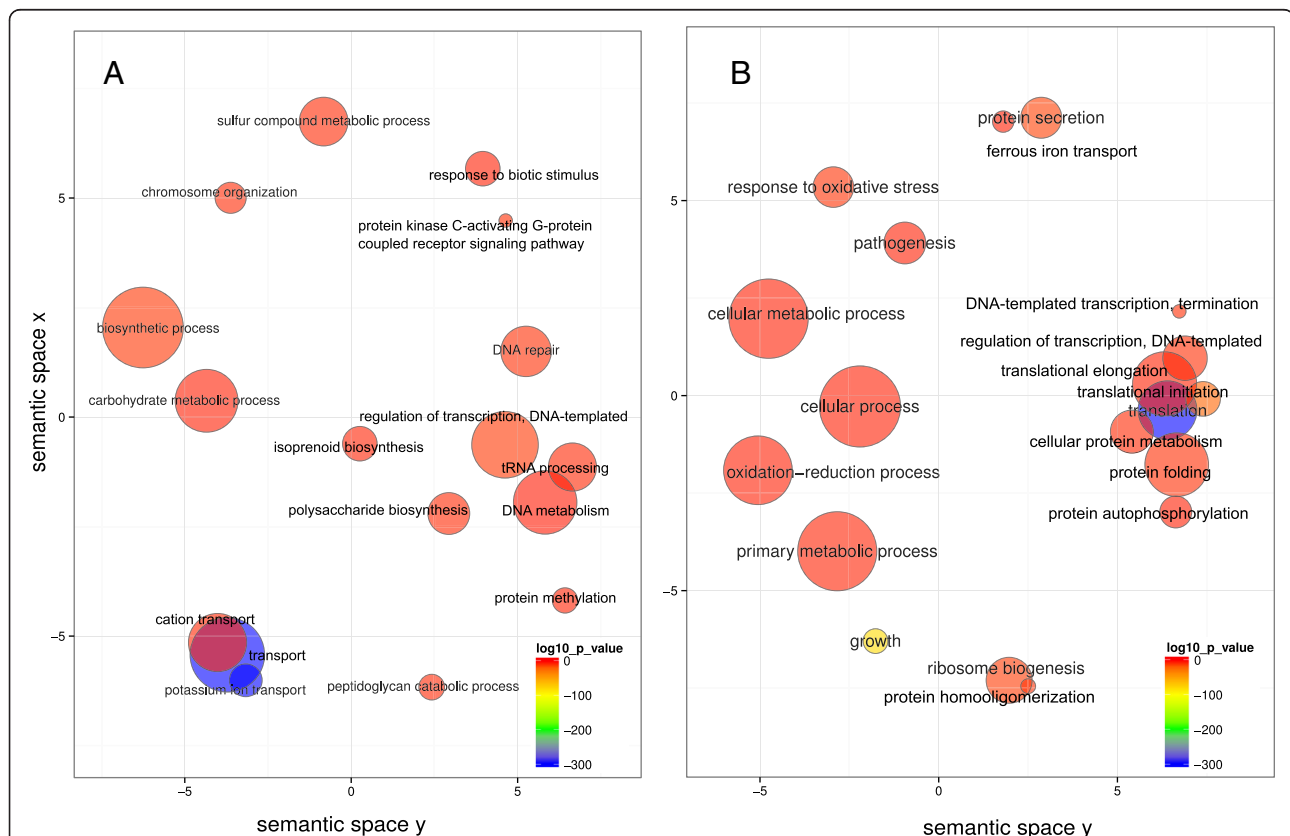 A
sulfur compound metabolic process
response to biotic stimulus
chromosome organization
5
protein kinase C-activating G-protein
coupled receptor signaling pathway
biosynthetic process
DNA repair
carbohydrate metabolic process
0
regulation of transcription, DNA-templated
isoprenoid biosynthesis
tRNA processing
polysaccharide biosynthesis
DNA metabolism
protein methylation
cation transport
−5
transport
potassium ion transport
peptidoglycan catabolic process
log10_p_value
0
−100
−200
−300
−5
0
5
semantic space x
semantic space y
B
protein secretion
ferrous iron transport
5
response to oxidative stress
pathogenesis
DNA-templated transcription, termination
cellular metabolic process
regulation of transcription, DNA-templated
translational elongation
0
translational initiation
cellular process
translation
cellular protein metabolism
oxidation−reduction process
protein folding
protein autophosphorylation
primary metabolic process
−5
growth
ribosome biogenesis
protein homooligomerization
log10_p_value
0
−100
−200
−300
−5
0
5
semantic space y